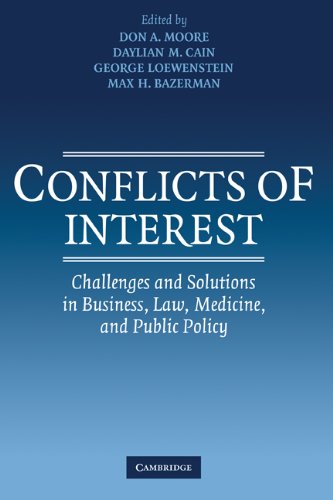 Edited by
DON A. MOORE
DAYLIAN M. CAIN
GEORGE LOEWENSTEIN
MAX H. BAZERMAN
CONFLICTS OF
INTEREST
Challenges and Solutions
in Business, Law, Medicine,
and Public Policy
CAMBRIDGE